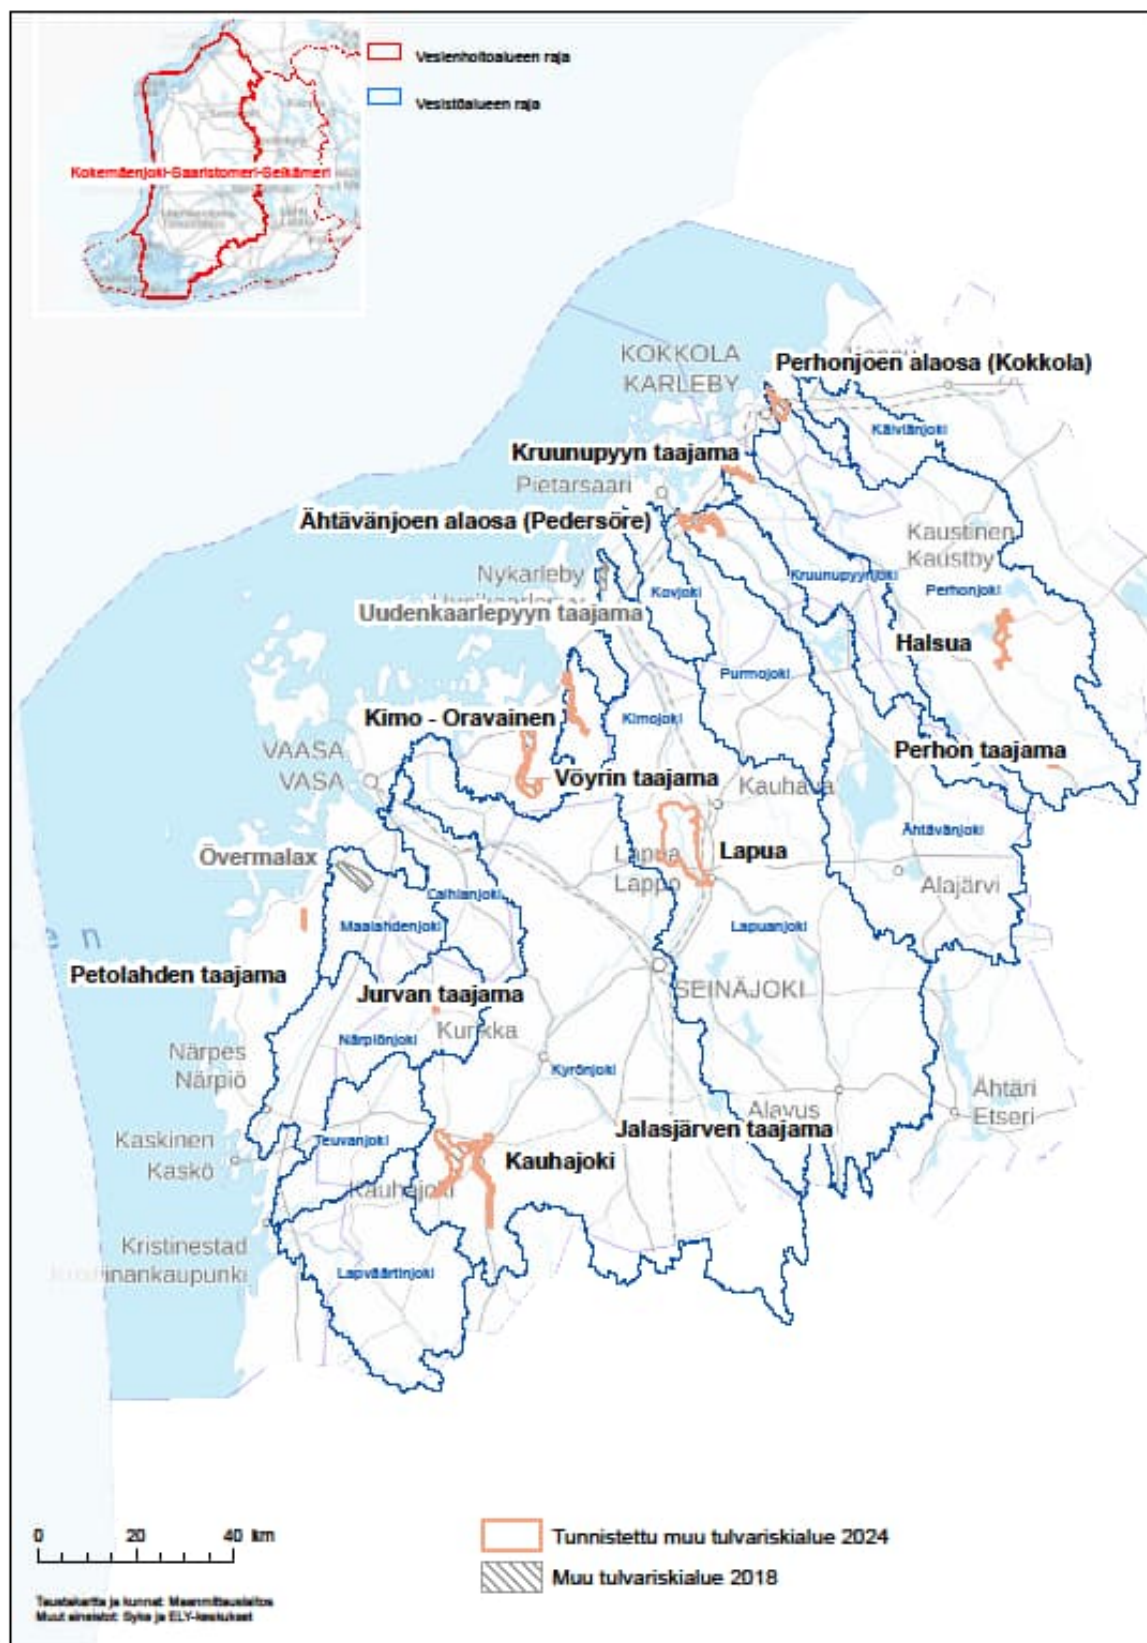 Vesienhoitoalueen raja
Vesistöalueen raja
Kokemäenjoki-Saaristomeri-Selkämeri
KOKKOLA
KARLEBY
Perhonjoen alaosa (Kokkola)
Kälviänjoki
Kruunupyyn taajama
Pietarsaari
Ähtävänjoen alaosa (Pedersöre)
Kaustinen
Kaustby
Nykarleby
Kruunupyynjoki
Perhonjoki
Kovjoki
Uudenkaarlepyyn taajama
Halsua
Purmojoki
Kimo - Oravainen
Kimojoki
VAASA
VASA
Perhon taajama
Vöyrin taajama
Kauhava
Ähtävänjoki
Övermalax
Lapua
Lappo
Lapua
Alajärvi
Laihianjoki
Maalahdenjoki
Lapuanjoki
en
Petolahden taajama
Jurvan taajama
SEINÄJOKI
Kurikka
Närpiönjoki
Närpes
Närpiö
Kyrönjoki
Ähtäri
Etseri
Alavus
Jalasjärven taajama
Kaskinen
Kaskö
Teuvanjoki
Kauhajoki
Kauhajoki
Kristinestad
Kristiinankaupunki
Lapväärtinjoki
0 20 40 km
Tunnistettu muu tulvariskialue 2024
Muu tulvariskialue 2018
Taustakartta ja kunnat: Maanmittauslaitos
Muut aineistot: Syke ja ELY-keskukset